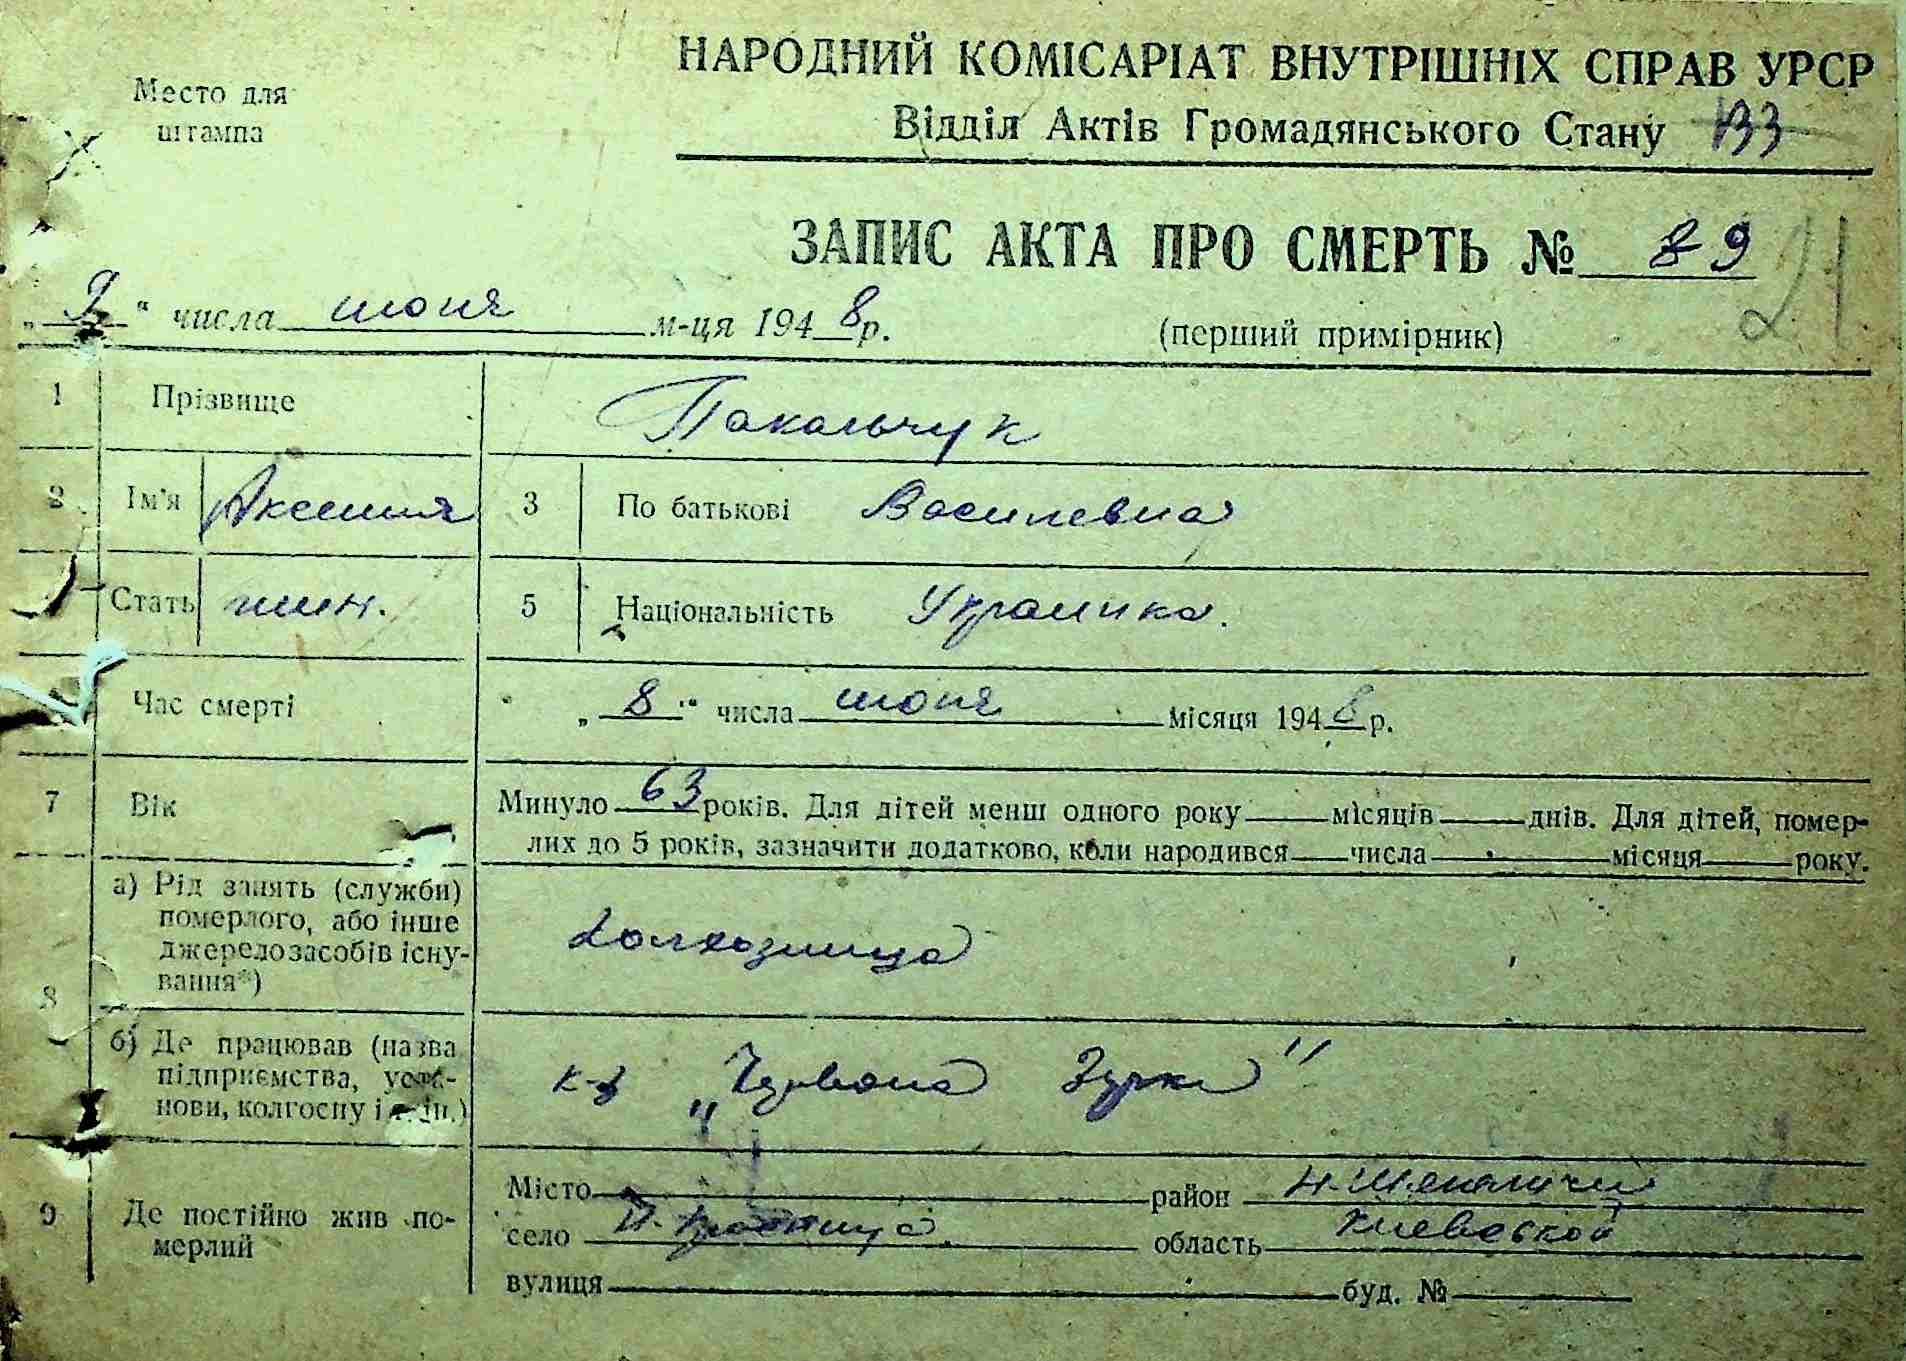 НАРОДНИЙ КОМІСАРІАТ ВНУТРІШНІХ СПРАВ УРСР
Место для
штампа
Відділ Актів Громадянського Стану 133
ЗАПИС АКТА ПРО СМЕРТЬ № 89
21
„9" числа июня м-ця 1948р.
(перший примірник)
1 Прізвище Пакальчук
2 Ім'я Аксения 3 По батькові Василевна
Стать жин. 5 Національність Украинка.
Час смерті „8" числа июня місяця 1948р.
7 Вік Минуло 63 років. Для дітей менш одного року місяців днів. Для дітей, помер-
лих до 5 років, зазначити додатково, коли народився числа місяця року.
8 а) Рід занять (служби)
померлого, або інше
джерело засобів існу-
вання*)
колхозница
б) Де працював (назва
підприємства, уста-
нови, колгоспу і т. ін.)
к-з „Червона Зірка"
9 Де постійно жив по-
мерлий
Місто район Н.Шепеличи
село область Киевской
вулиця буд. №